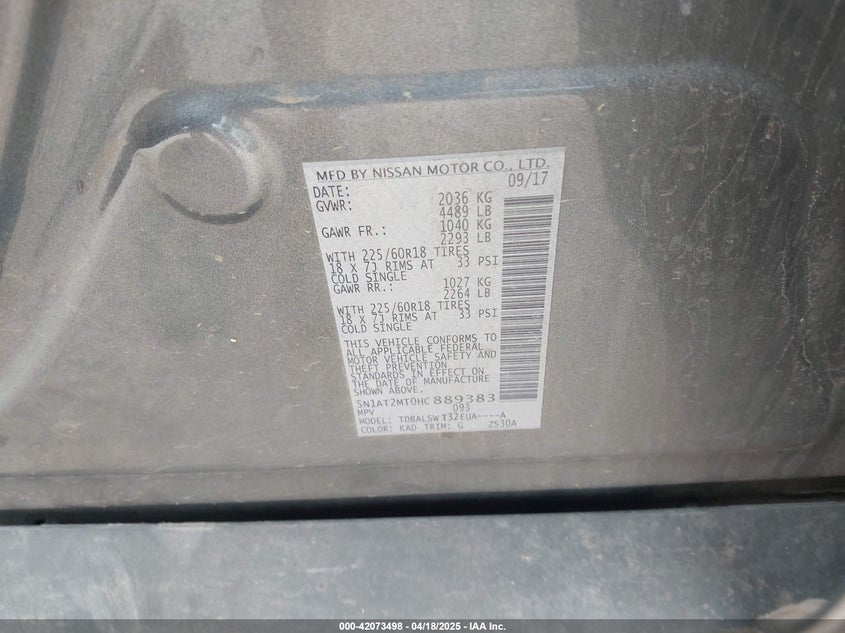 MFD BY NISSAN MOTOR CO., LTD.
DATE: 09/17
GVWR: 2036 KG
4489 LB
GAWR FR.: 1040 KG
2293 LB
WITH 225/60R18 TIRES
18 X 7J RIMS AT 33 PSI
COLD SINGLE
GAWR RR.: 1027 KG
2264 LB
WITH 225/60R18 TIRES
18 X 7J RIMS AT 33 PSI
COLD SINGLE
THIS VEHICLE CONFORMS TO
ALL APPLICABLE FEDERAL
MOTOR VEHICLE SAFETY AND
THEFT PREVENTION
STANDARDS IN EFFECT ON
THE DATE OF MANUFACTURE
SHOWN ABOVE.
5N1AT2MT0HC889383
MPV 093
MODEL: TDBALSWT32EUA----A
COLOR: KAD TRIM: G ZS30A
000-42073498 - 04/18/2025 - IAA Inc.